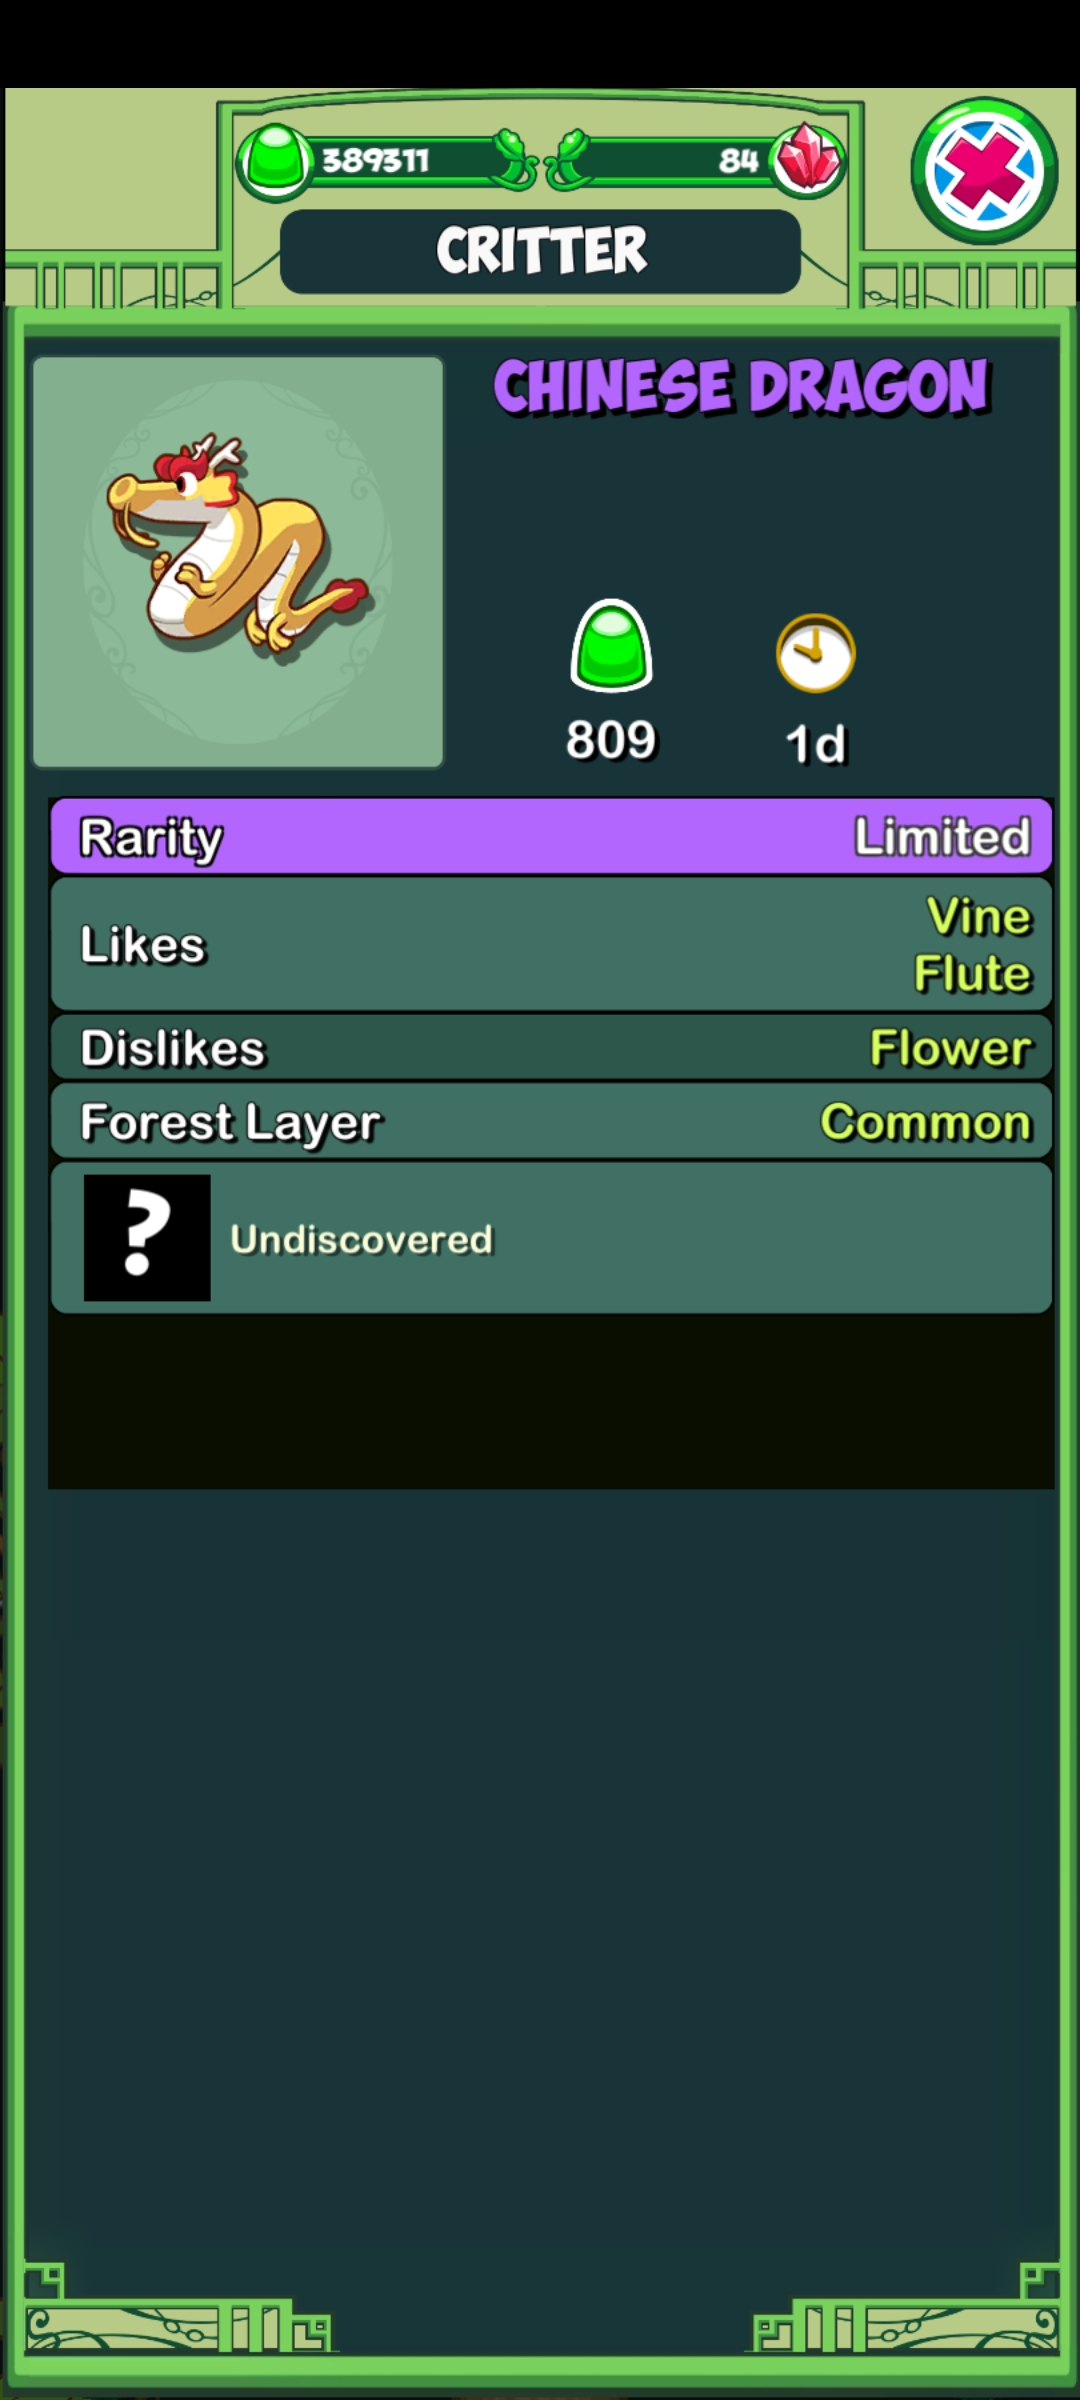 389311 84
CRITTER
CHINESE DRAGON
809 1d
Rarity Limited
Likes Vine
Flute
Dislikes Flower
Forest Layer Common
? Undiscovered